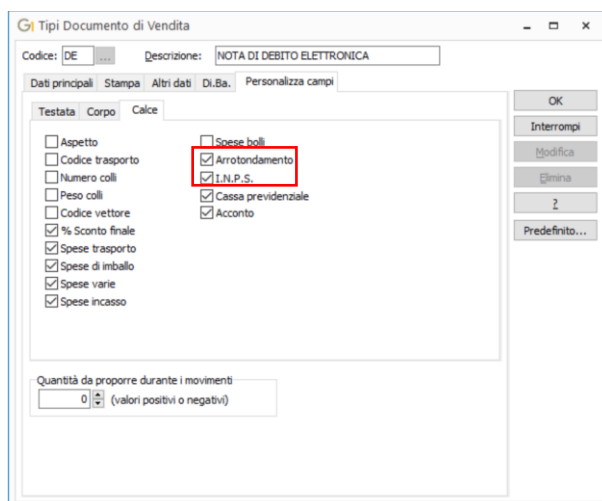 GI Tipi Documento di Vendita
Codice: DE ... Descrizione: NOTA DI DEBITO ELETTRONICA
Dati principali Stampa Altri dati Di.Ba. Personalizza campi
Testata Corpo Calce
Aspetto
Codice trasporto
Numero colli
Peso colli
Codice vettore
% Sconto finale
Spese trasporto
Spese di imballo
Spese varie
Spese incasso
Spese bolli
Arrotondamento
I.N.P.S.
Cassa previdenziale
Acconto
Quantità da proporre durante i movimenti
0 (valori positivi o negativi)
OK
Interrompi
Modifica
Elimina
?
Predefinito...